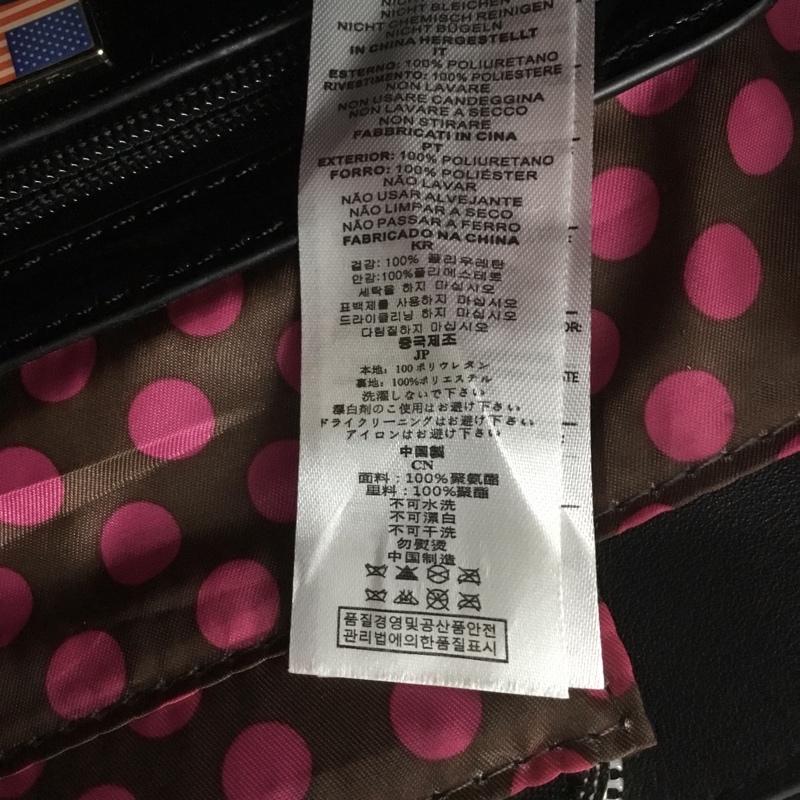 NICHT BLEICHEN
NICHT CHEMISCH REINIGEN
NICHT BÜGELN
IN CHINA HERGESTELLT
IT
ESTERNO: 100% POLIURETANO
RIVESTIMENTO: 100% POLIESTERE
NON LAVARE
NON USARE CANDEGGINA
NON LAVARE A SECCO
NON STIRARE
FABBRICATI IN CINA
PT
EXTERIOR: 100% POLIURETANO
FORRO: 100% POLIÉSTER
NÃO LAVAR
NÃO USAR ALVEJANTE
NÃO LIMPAR A SECO
NÃO PASSAR A FERRO
FABRICADO NA CHINA
KR
겉감: 100% 폴리우레탄
안감:100%폴리에스테르
세탁을 하지 마십시오
표백제를 사용하지 마십시오
드라이클리닝 하지 마십시오
다림질하지 마십시오
중국제조
JP
本地: 100 ポリウレタン
裏地: 100%ポリエステル
洗濯しないで下さい
漂白剤のご使用はお避け下さい
ドライクリーニングはお避け下さい
アイロンはお避け下さい
中国製
CN
面料: 100%聚氨酯
里料: 100%聚酯
不可水洗
不可漂白
不可干洗
勿熨烫
中国制造
품질경영및공산품안전
관리법에의한품질표시
OR:
STE